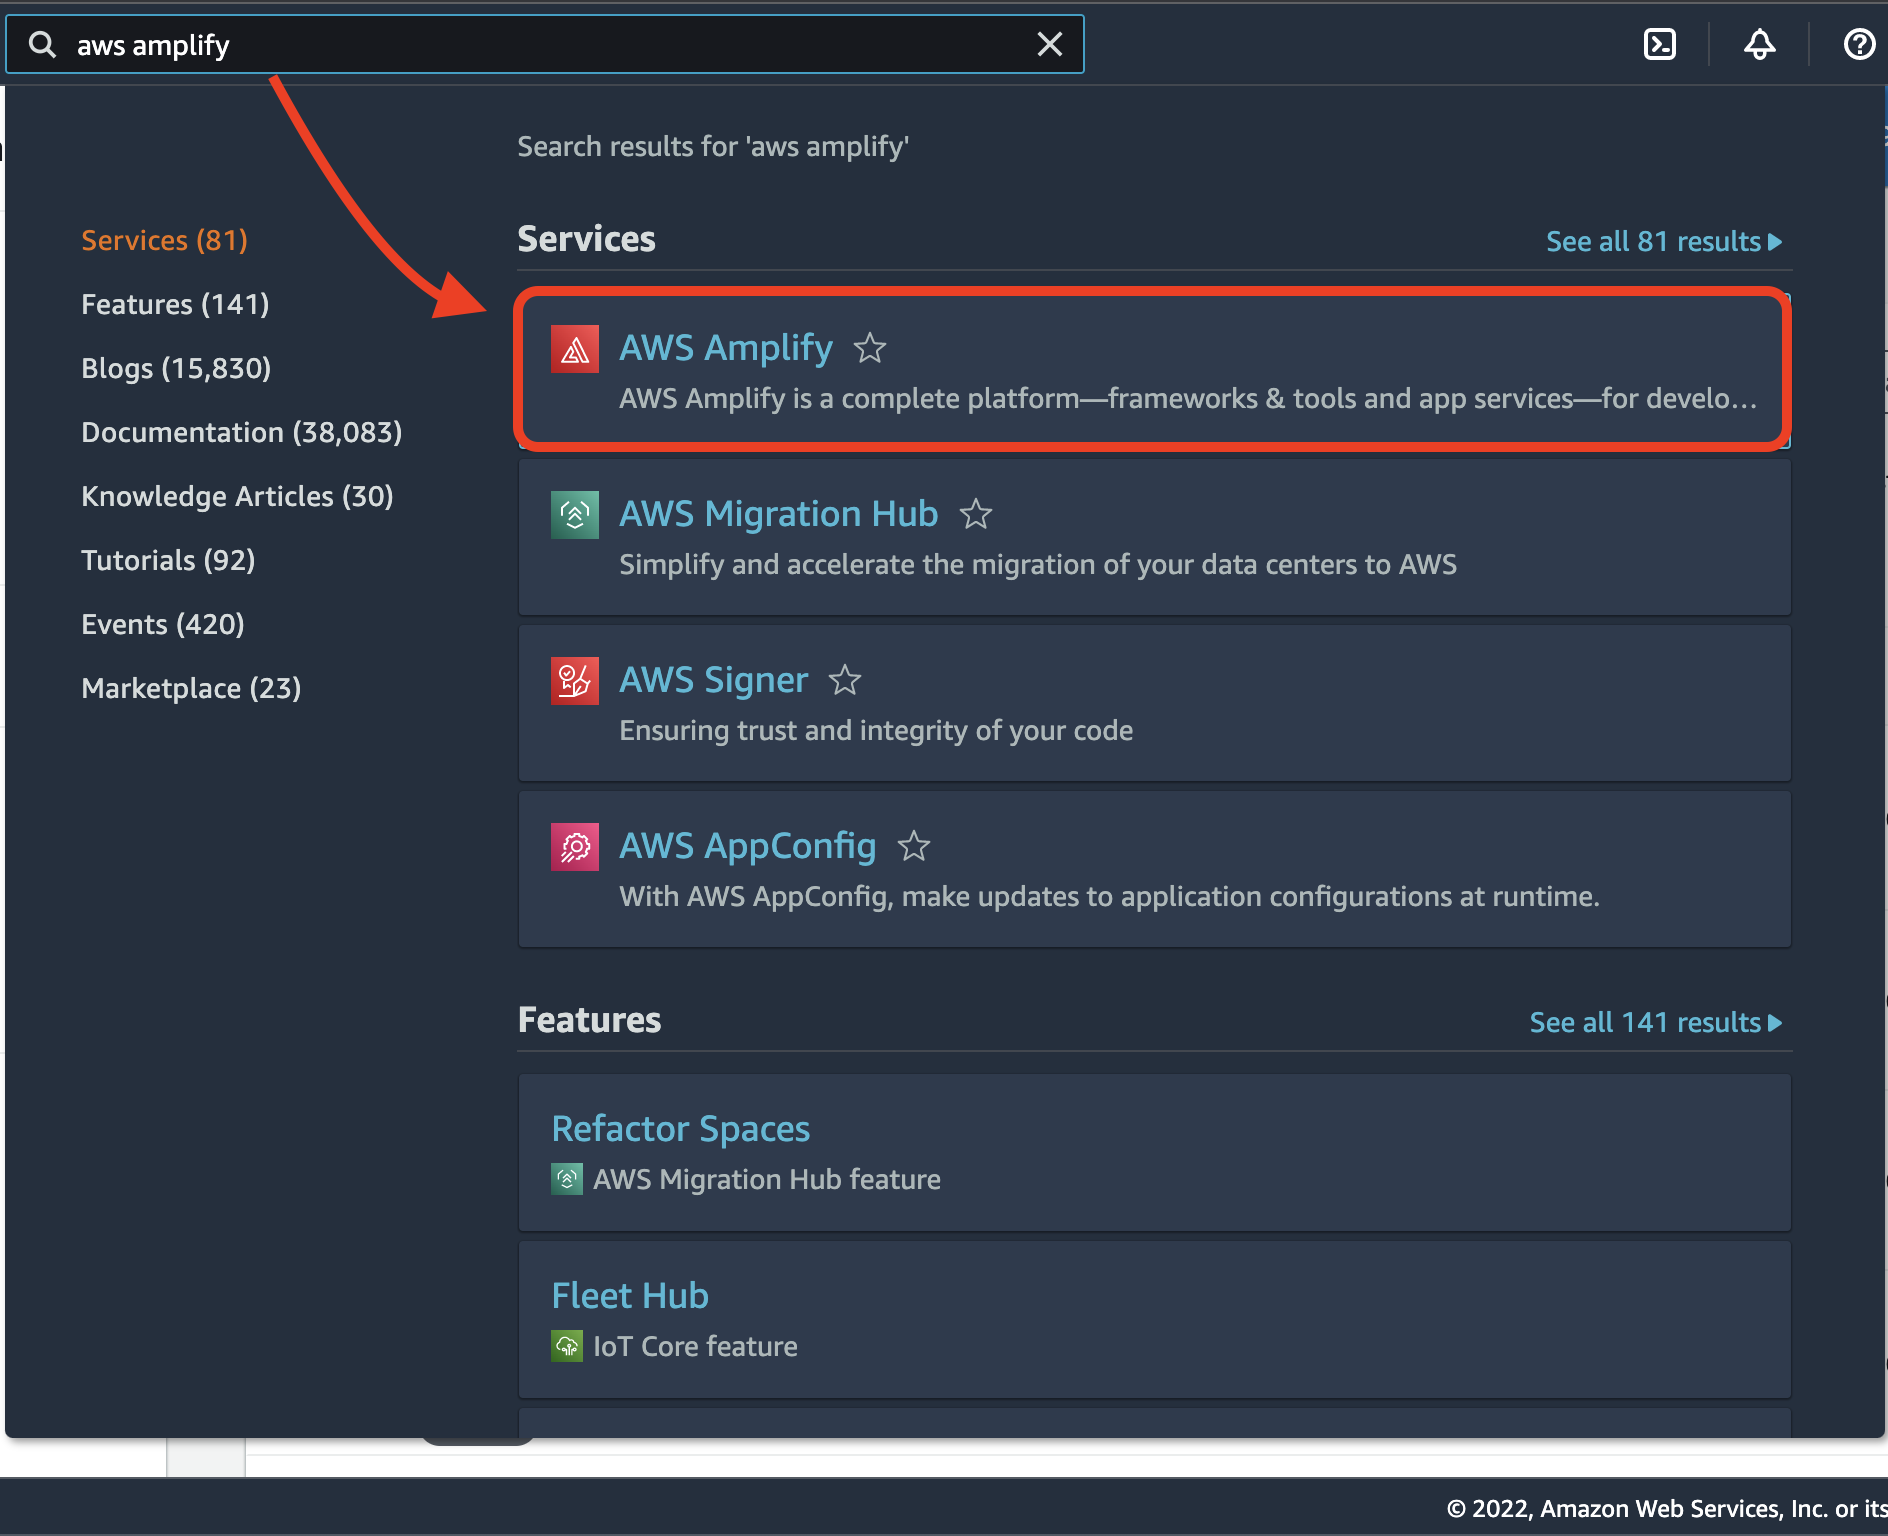 aws amplify
Search results for 'aws amplify'
Services (81)
Features (141)
Blogs (15,830)
Documentation (38,083)
Knowledge Articles (30)
Tutorials (92)
Events (420)
Marketplace (23)
Services
See all 81 results
AWS Amplify
AWS Amplify is a complete platform—frameworks & tools and app services—for develo...
AWS Migration Hub
Simplify and accelerate the migration of your data centers to AWS
AWS Signer
Ensuring trust and integrity of your code
AWS AppConfig
With AWS AppConfig, make updates to application configurations at runtime.
Features
See all 141 results
Refactor Spaces
AWS Migration Hub feature
Fleet Hub
IoT Core feature
© 2022, Amazon Web Services, Inc. or its